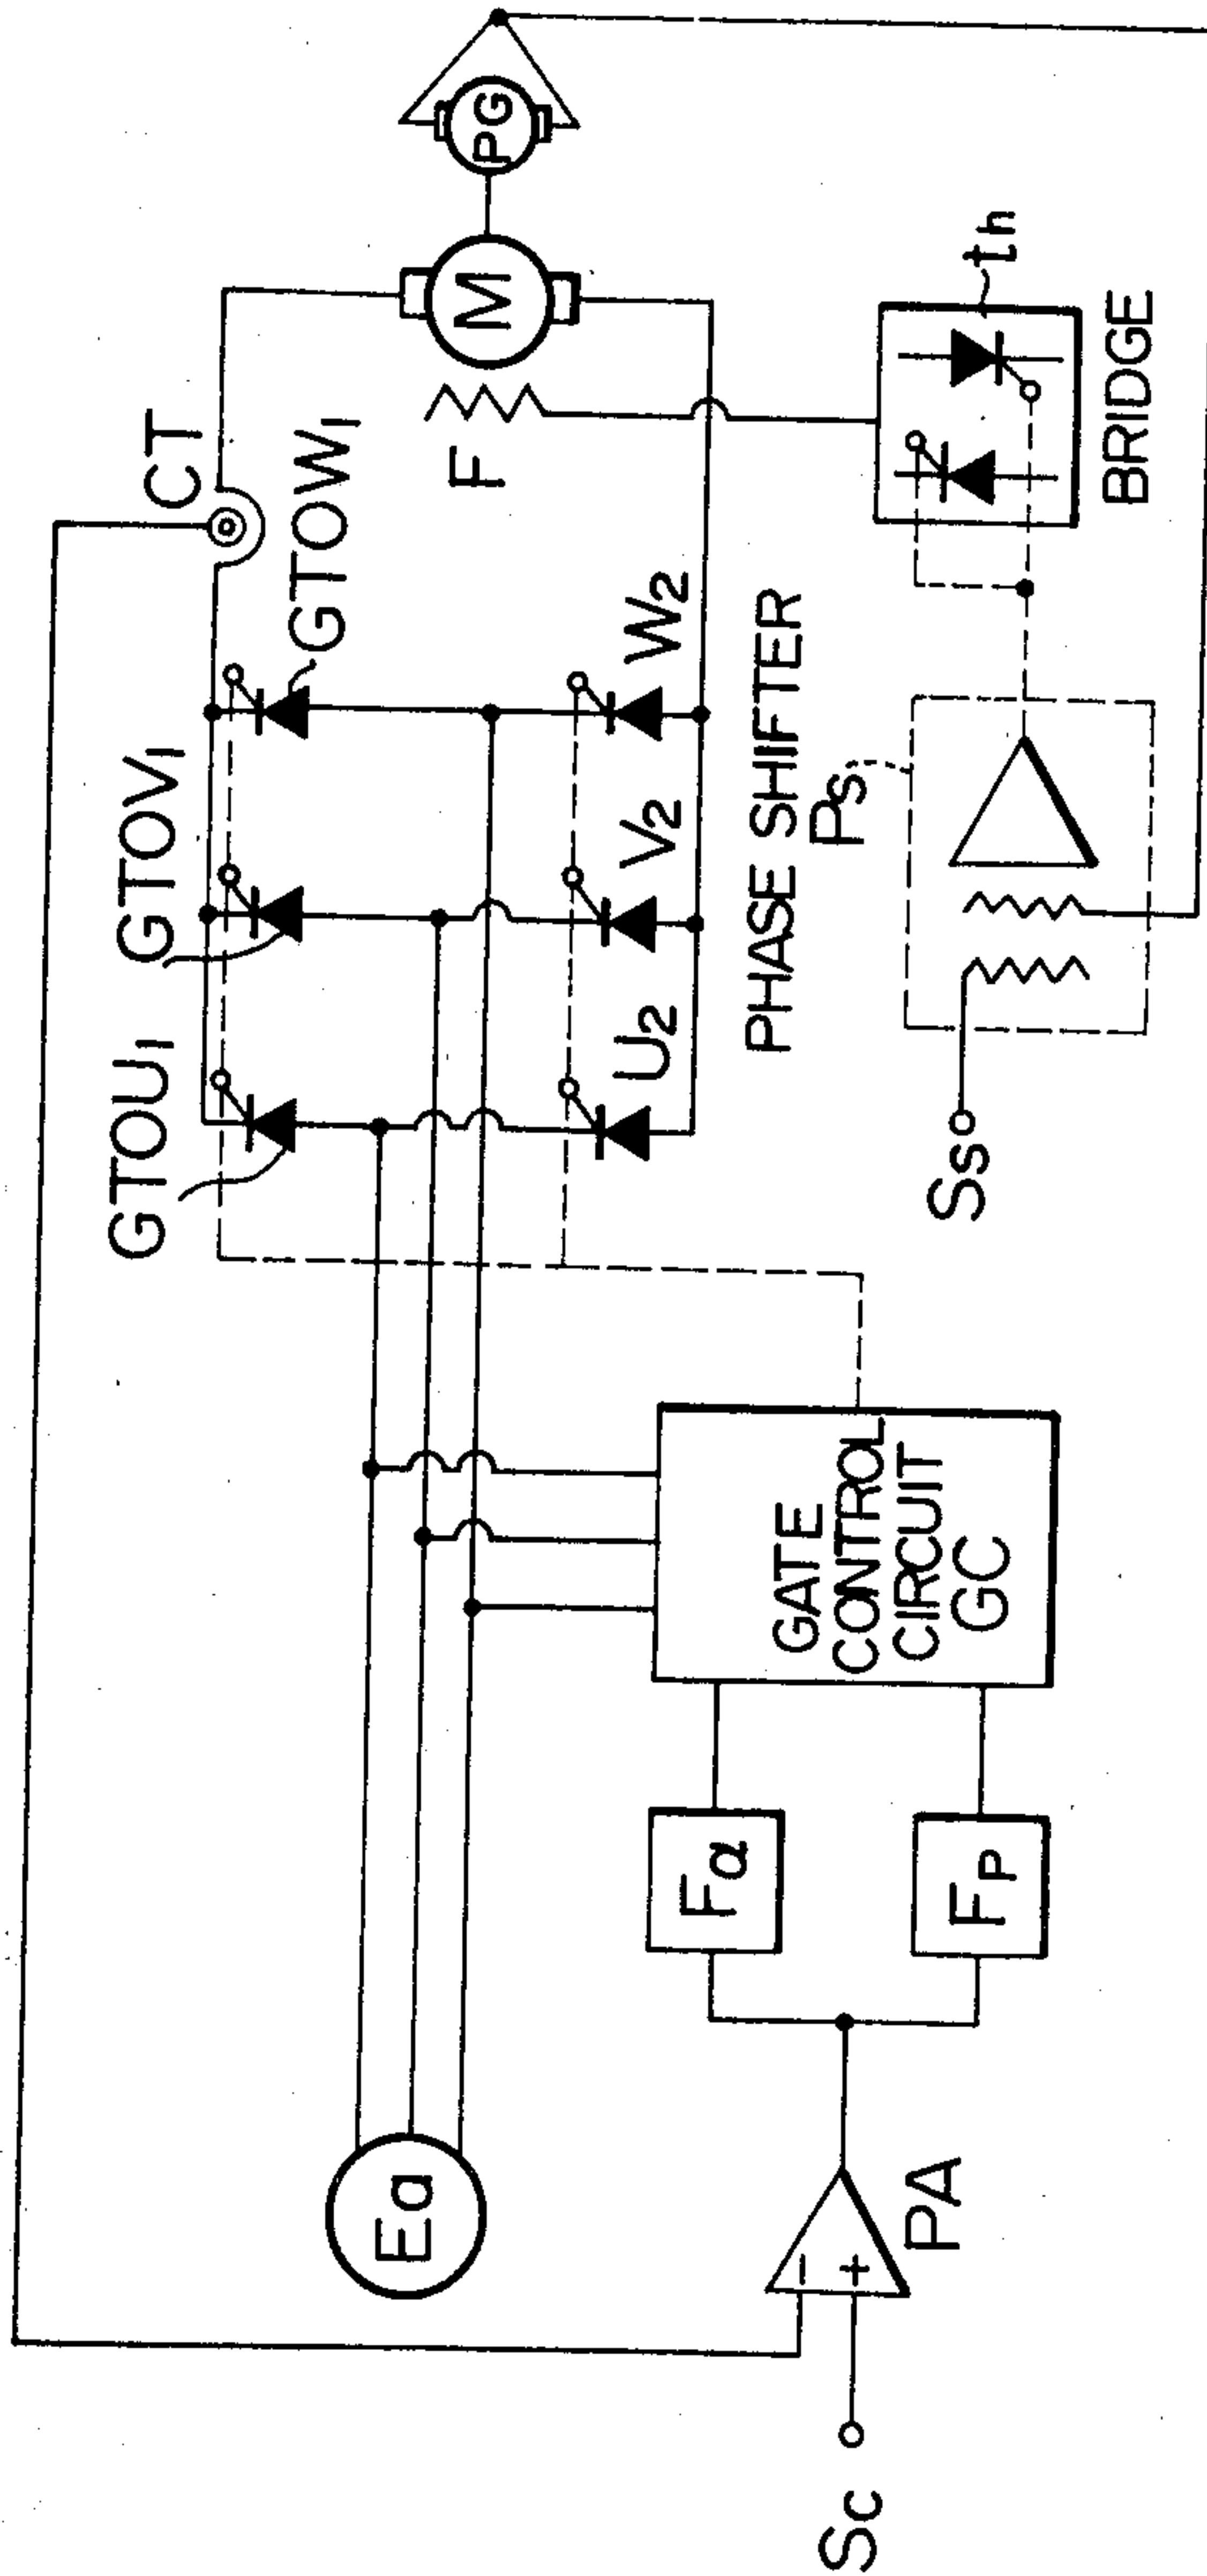 CT
GTOU1
GTOV1
GTOW1
PG
M
F
Ea
U2
V2
W2
PHASE SHIFTER
Ps
th
BRIDGE
Ss
GATE
CONTROL
CIRCUIT
GC
Fα
FP
-
+
PA
Sc